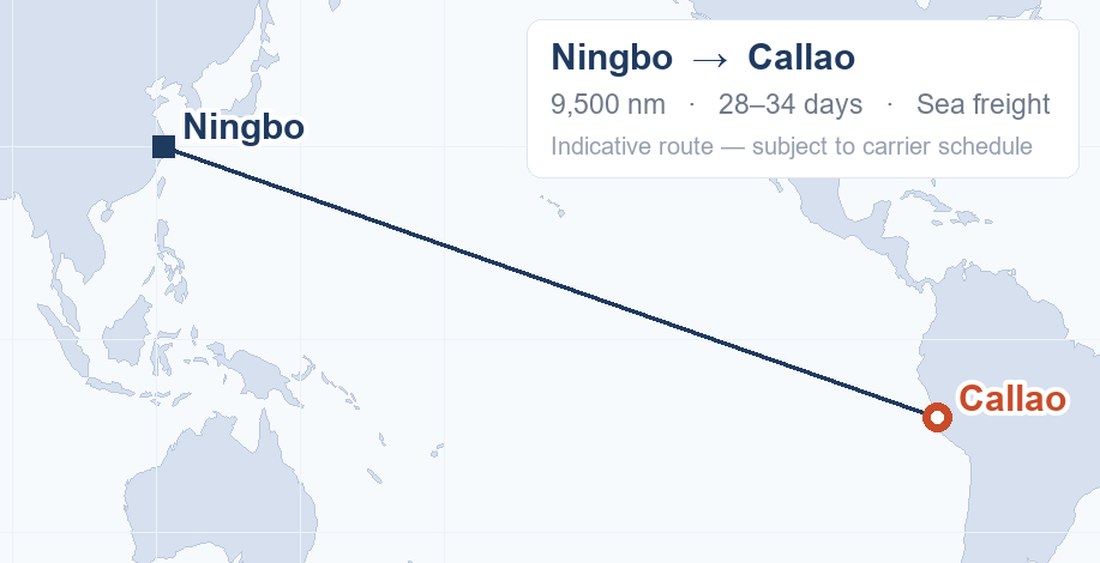 Ningbo → Callao
9,500 nm · 28–34 days · Sea freight
Indicative route — subject to carrier schedule
Ningbo
Callao